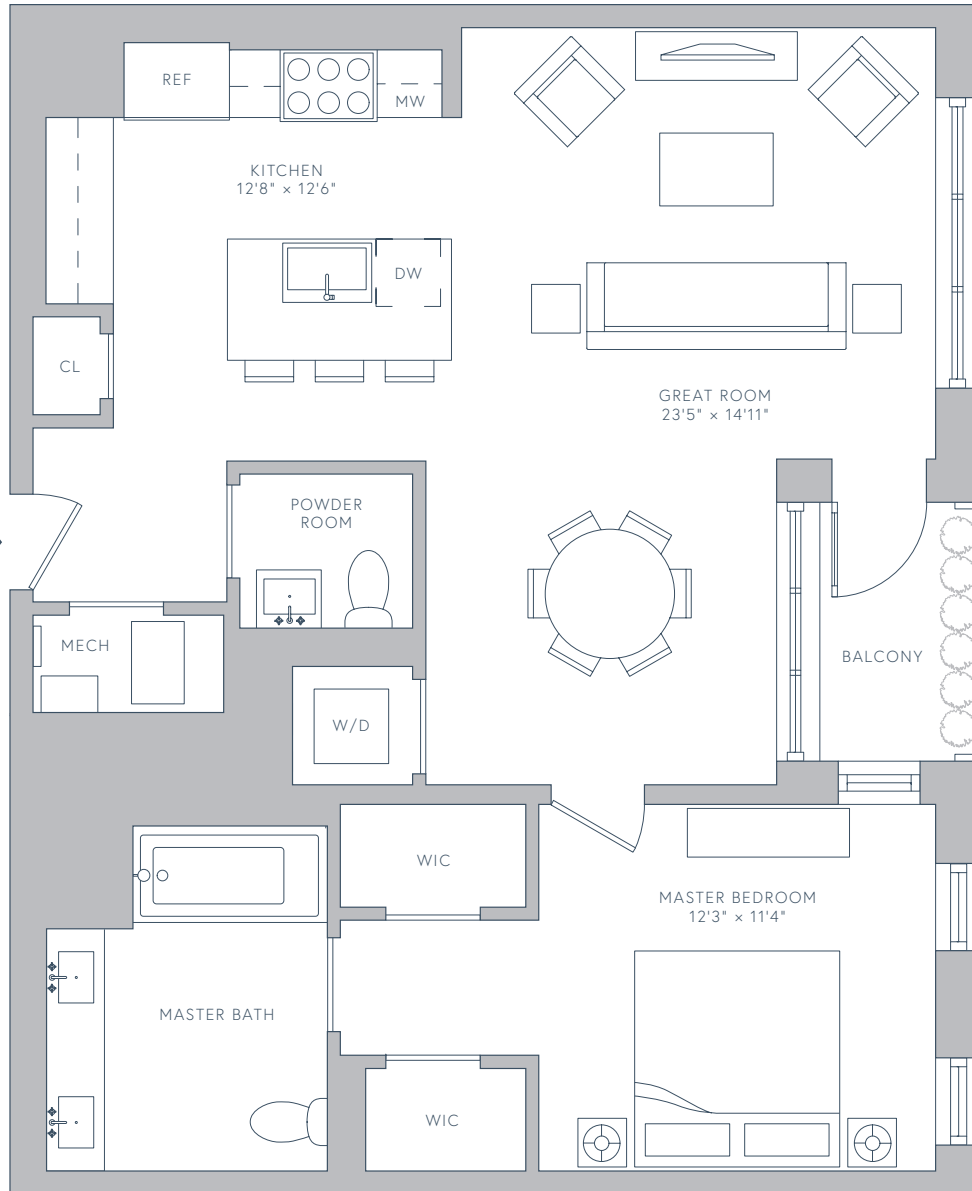 REF
MW
KITCHEN
12'8" × 12'6"
DW
CL
GREAT ROOM
23'5" × 14'11"
POWDER
ROOM
MECH
BALCONY
W/D
WIC
MASTER BEDROOM
12'3" × 11'4"
MASTER BATH
WIC